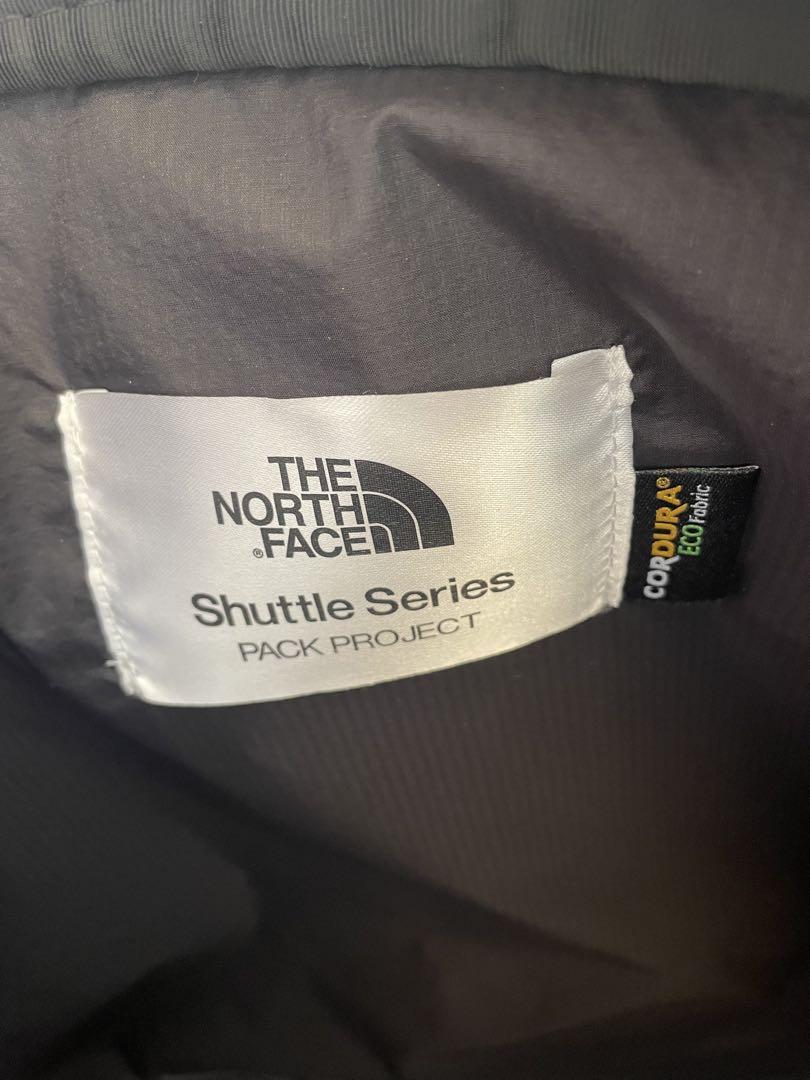 THE
NORTH
®FACE
Shuttle Series
PACK PROJECT
CORDURA®
ECO Fabric